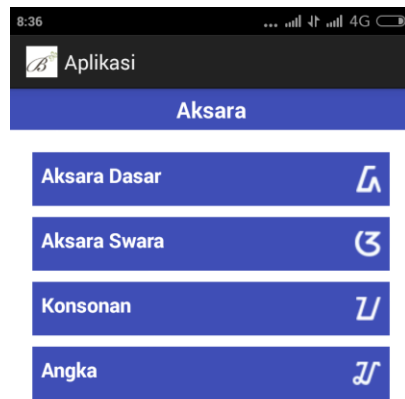 8:36 ... 4G
B Aplikasi
Aksara
Aksara Dasar
Aksara Swara
Konsonan
Angka